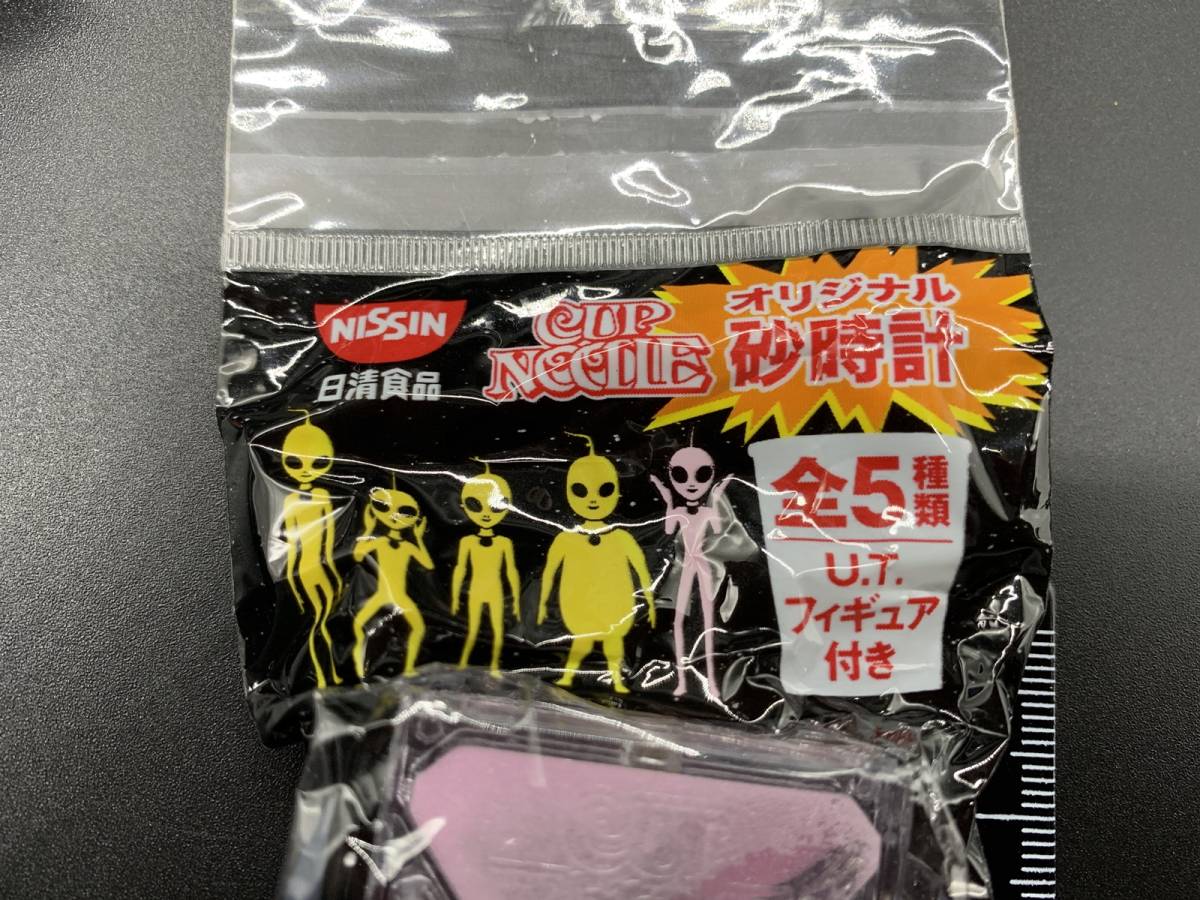 NISSIN
日清食品
CUP
NOODLE
オリジナル
砂時計
全5種類
U.T.
フィギュア
付き